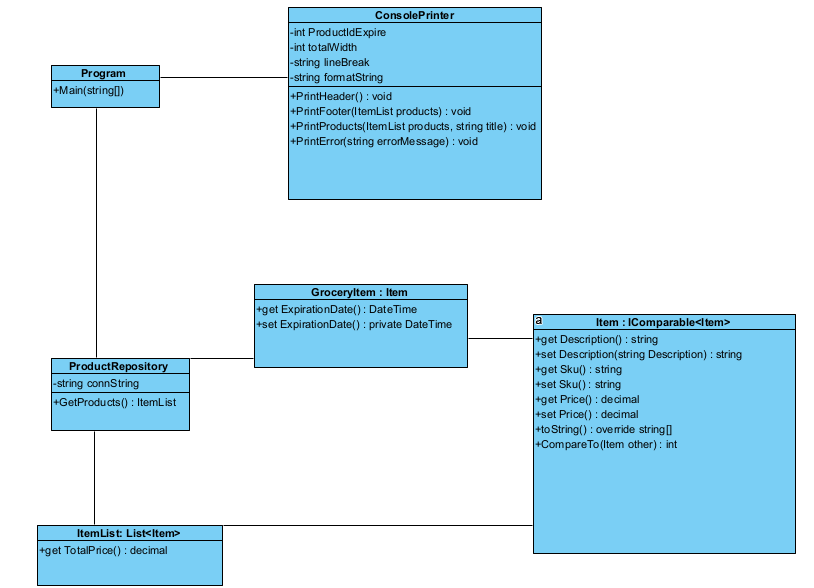 ConsolePrinter
-int ProductIdExpire
-int totalWidth
-string lineBreak
-string formatString
+PrintHeader() : void
+PrintFooter(ItemList products) : void
+PrintProducts(ItemList products, string title) : void
+PrintError(string errorMessage) : void
Program
+Main(string[])
GroceryItem : Item
+get ExpirationDate() : DateTime
+set ExpirationDate() : private DateTime
a
Item : IComparable<Item>
+get Description() : string
+set Description(string Description) : string
+get Sku() : string
+set Sku() : string
+get Price() : decimal
+set Price() : decimal
+toString() : override string[]
+CompareTo(Item other) : int
ProductRepository
-string connString
+GetProducts() : ItemList
ItemList: List<Item>
+get TotalPrice() : decimal